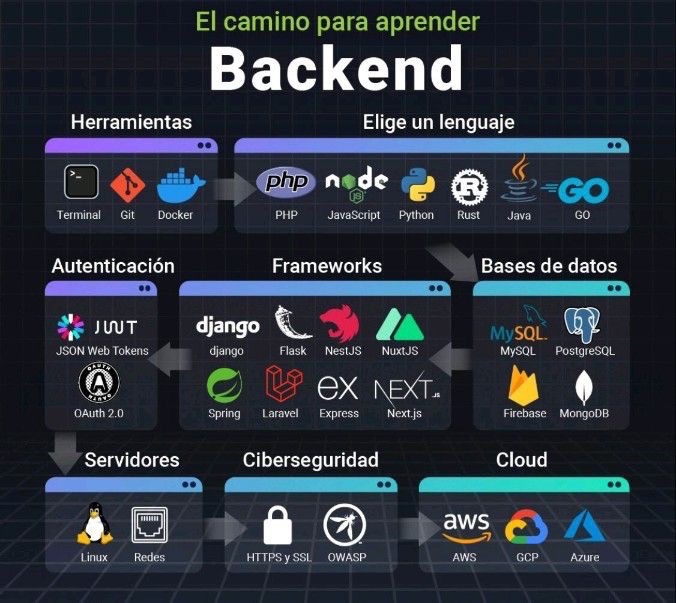 El camino para aprender
Backend
Herramientas
Elige un lenguaje
>_
Terminal
Git
Docker
php
PHP
node
JS
JavaScript
Python
R
Rust
Java
Java
GO
GO
Autenticación
Frameworks
Bases de datos
JWT
JSON Web Tokens
OAUTH
A
OAUTH
OAuth 2.0
django
django
Flask
NestJS
NuxtJS
Spring
Laravel
ex
Express
NEXT.JS
Next.js
MySQL
MySQL
PostgreSQL
Firebase
MongoDB
Servidores
Ciberseguridad
Cloud
Linux
Redes
HTTPS y SSL
OWASP
aws
AWS
GCP
Azure